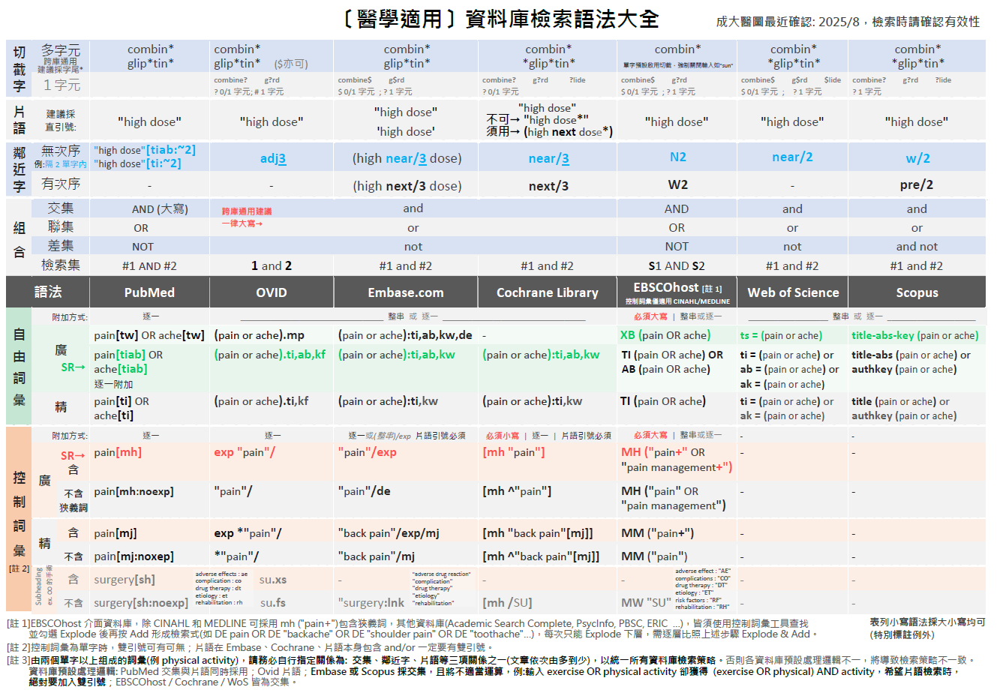 〔醫學適用〕資料庫檢索語法大全
成大醫圖最近確認: 2025/8，檢索時請確認有效性
切截字
多字元
跨庫通用
建議採字尾*
combin*
glip*tin*
combin*
glip*tin* ($亦可)
combin*
glip*tin*
combin*
*glip*tin*
combin*
單字預設啟用切截，強制關閉輸入如"sun"
combin*
*glip*tin*
combin*
*glip*tin*
1 字元
combine? g?rd
? 0/1 字元; # 1 字元
combine$ g$rd
$ 0/1 字元 ; ? 1 字元
combine? g?rd ?lide
? 0/1 字元
combine$ g?rd
$ 0/1 字元 ; ? 1 字元
combine$ g$rd $lide
$ 0/1 字元 ; ? 1 字元
combine? g?rd ?lide
? 1 字元
片語
建議採
直引號:
"high dose"
"high dose"
"high dose"
'high dose'
"high dose"
不可→ "high dose*"
須用→ (high next dose*)
"high dose"
"high dose"
"high dose"
鄰近字
無次序
例:隔 2 單字內
"high dose"[tiab:~2]
"high dose"[ti:~2]
adj3
(high near/3 dose)
near/3
N2
near/2
w/2
有次序
-
-
(high next/3 dose)
next/3
W2
-
pre/2
組合
交集
AND (大寫)
跨庫通用建議
一律大寫→
and
AND
and
and
聯集
OR
or
OR
or
or
差集
NOT
not
NOT
not
and not
檢索集
#1 AND #2
1 and 2
#1 and #2
#1 and #2
S1 AND S2
#1 and #2
#1 and #2
語法
PubMed
OVID
Embase.com
Cochrane Library
EBSCOhost [註 1]
控制詞彙僅適用 CINAHL/MEDLINE
Web of Science
Scopus
自由詞彙
附加方式:
逐一
整串 或 逐一
必須大寫 | 整串或逐一
整串 或 逐一
廣
SR→
pain[tw] OR ache[tw]
(pain or ache).mp
(pain or ache):ti,ab,kw,de
-
XB (pain OR ache)
ts = (pain or ache)
title-abs-key (pain or ache)
pain[tiab] OR
ache[tiab]
逐一附加
(pain or ache).ti,ab,kf
(pain or ache):ti,ab,kw
(pain or ache):ti,ab,kw
TI (pain OR ache) OR
AB (pain OR ache)
ti = (pain or ache) or
ab = (pain or ache) or
ak = (pain or ache)
title-abs (pain or ache) or
authkey (pain or ache)
精
pain[ti] OR
ache[ti]
(pain or ache).ti,kf
(pain or ache):ti,kw
(pain or ache):ti,kw
TI (pain OR ache)
ti = (pain or ache) or
ak = (pain or ache)
title (pain or ache) or
authkey (pain or ache)
控制詞彙
[註 2]
附加方式:
逐一
逐一
逐一或(整串)/exp 片語引號必須
必須小寫 | 逐一 | 片語引號必須
必須大寫 | 整串或逐一
-
-
廣
SR→
含
pain[mh]
exp "pain"/
"pain"/exp
[mh "pain"]
MH ("pain+" OR
"pain management+")
-
-
不含
狹義詞
pain[mh:noexp]
"pain"/
"pain"/de
[mh ^"pain"]
MH ("pain" OR
"pain management")
-
-
精
含
pain[mj]
exp *"pain"/
"back pain"/exp/mj
[mh "back pain"[mj]]
MM ("pain+")
-
-
不含
pain[mj:noxep]
*"pain"/
"back pain"/mj
[mh ^"back pain"[mj]]
MM ("pain")
-
-
Subheading
ex. OO 的手術
含
surgery[sh]
adverse effects : ae
complication : co
drug therapy : dt
etiology : et
rehabilitation : rh
su.xs
-
"adverse drug reaction"
"complication"
"drug therapy"
"etiology"
"rehabilitation"
-
-
adverse effect : "AE"
complications : "CO"
drug therapy : "DT"
etiology : "ET"
risk factors : "RF"
rehabilitation : "RH"
-
-
不含
surgery[sh:noexp]
su.fs
"surgery:lnk
[mh /SU]
MW "SU"
-
-
[註 1]EBSCOhost 介面資料庫，除 CINAHL 和 MEDLINE 可採用 mh ("pain+")包含狹義詞，其他資料庫(Academic Search Complete, PsycInfo, PBSC, ERIC ...)，皆須使用控制詞彙工具查找
並勾選 Explode 後再按 Add 形成檢索式(如 DE pain OR DE "backache" OR DE "shoulder pain" OR DE "toothache"...)，每次只能 Explode 下層，需逐層比照上述步驟 Explode & Add。
表列小寫語法採大小寫均可
(特別標註例外)
[註 2]控制詞彙為單字時，雙引號可有可無；片語在 Embase、Cochrane、片語本身包含 and/or 一定要有雙引號。
[註 3]由兩個單字以上組成的詞彙(例 physical activity)，請務必自行指定關係為: 交集、鄰近字、片語等三項關係之一(文章依次由多到少)，以統一所有資料庫檢索策略。否則各資料庫預設處理邏輯不一，將導致檢索策略不一致。
資料庫預設處理邏輯: PubMed 交集與片語同時採用；Ovid 片語；Embase 或 Scopus 採交集，且將不適當運算，例:輸入 exercise OR physical activity 卻獲得 (exercise OR physical) AND activity，希望片語檢索時，
絕對要加入雙引號；EBSCOhost / Cochrane / WoS 皆為交集。